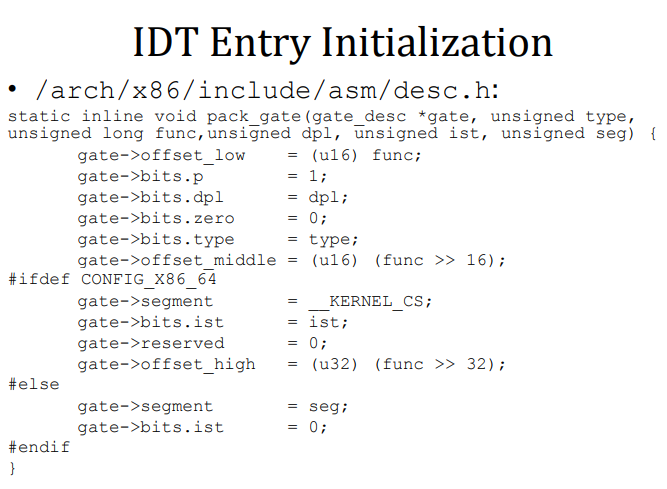 IDT Entry Initialization
• /arch/x86/include/asm/desc.h:
static inline void pack_gate(gate_desc *gate, unsigned type,
unsigned long func,unsigned dpl, unsigned ist, unsigned seg) {
gate->offset_low = (u16) func;
gate->bits.p = 1;
gate->bits.dpl = dpl;
gate->bits.zero = 0;
gate->bits.type = type;
gate->offset_middle = (u16) (func >> 16);
#ifdef CONFIG_X86_64
gate->segment = __KERNEL_CS;
gate->bits.ist = ist;
gate->reserved = 0;
gate->offset_high = (u32) (func >> 32);
#else
gate->segment = seg;
gate->bits.ist = 0;
#endif
}